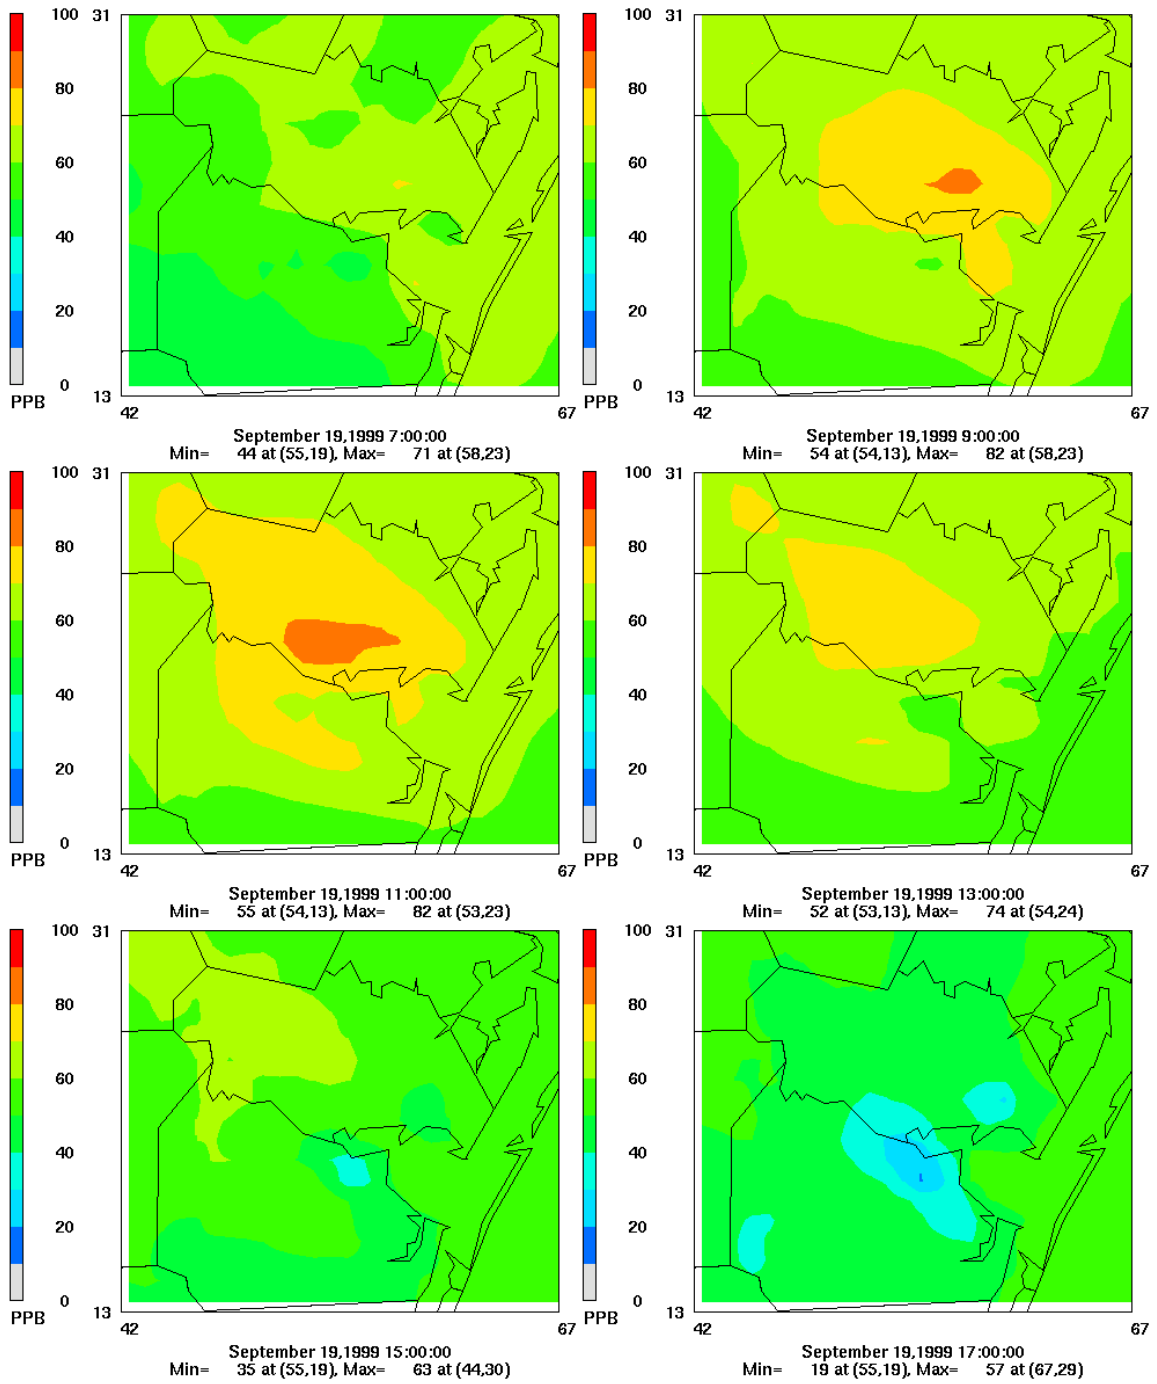 100 31 100 31
80 80
60 60
40 40
20 20
0 0
PPB 13 PPB 13
42 67 42 67
September 19,1999 7:00:00 September 19,1999 9:00:00
Min= 44 at (55,19), Max= 71 at (58,23) Min= 54 at (54,13), Max= 82 at (58,23)
100 31 100 31
80 80
60 60
40 40
20 20
0 0
PPB 13 PPB 13
42 67 42 67
September 19,1999 11:00:00 September 19,1999 13:00:00
Min= 55 at (54,13), Max= 82 at (53,23) Min= 52 at (53,13), Max= 74 at (54,24)
100 31 100 31
80 80
60 60
40 40
20 20
0 0
PPB 13 PPB 13
42 67 42 67
September 19,1999 15:00:00 September 19,1999 17:00:00
Min= 35 at (55,19), Max= 63 at (44,30) Min= 19 at (55,19), Max= 57 at (67,29)